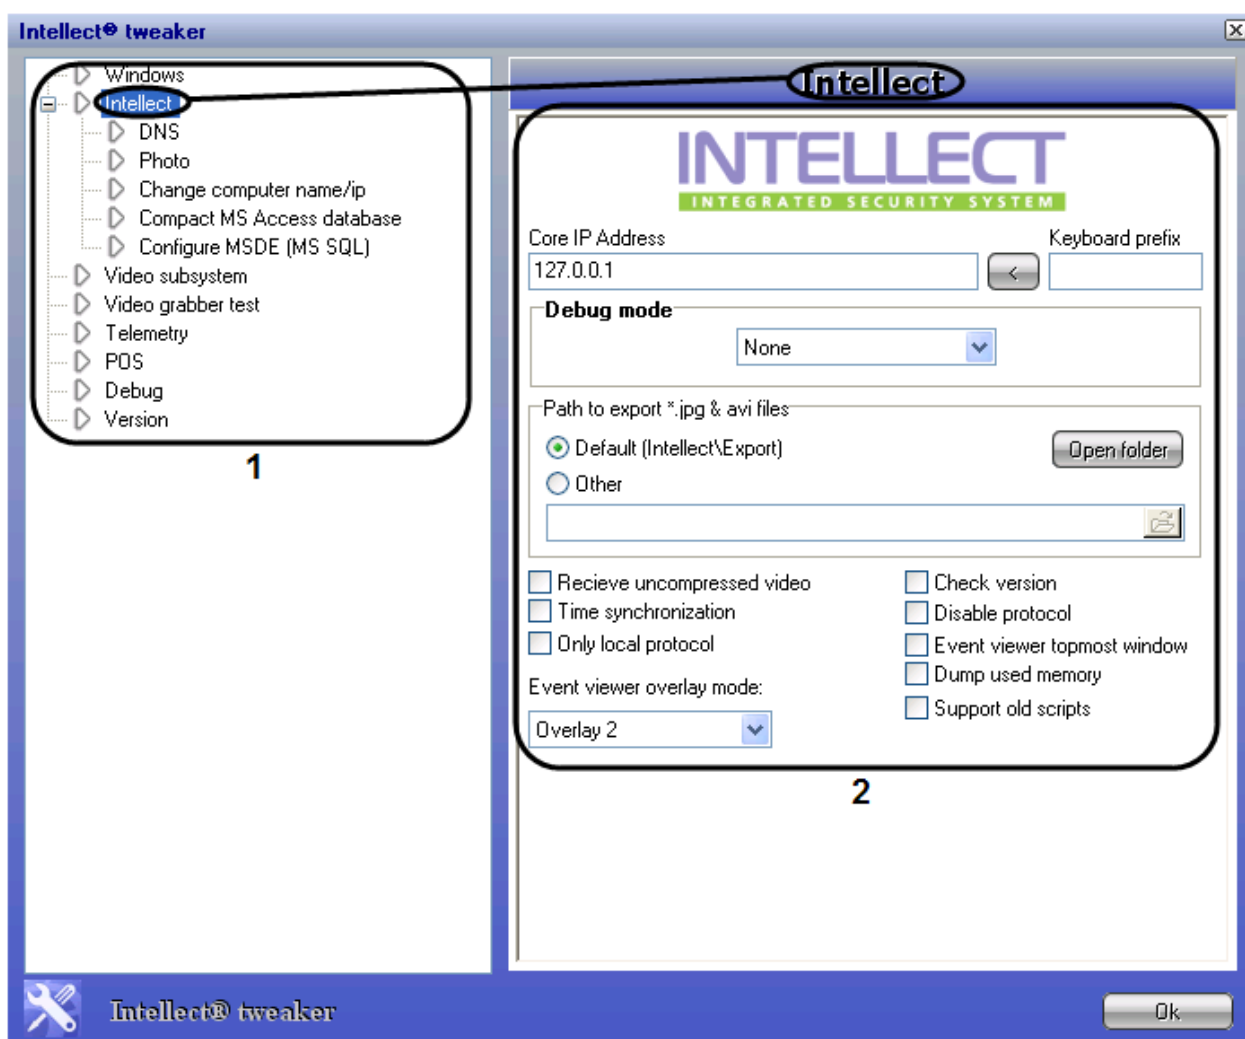 Intellect® tweaker
Windows
Intellect
DNS
Photo
Change computer name/ip
Compact MS Access database
Configure MSDE (MS SQL)
Video subsystem
Video grabber test
Telemetry
POS
Debug
Version
1
Intellect
INTELLECT
INTEGRATED SECURITY SYSTEM
Core IP Address
Keyboard prefix
127.0.0.1
<
Debug mode
None
Path to export *.jpg & avi files
Default (Intellect\Export)
Open folder
Other
Recieve uncompressed video
Check version
Time synchronization
Disable protocol
Only local protocol
Event viewer topmost window
Dump used memory
Event viewer overlay mode:
Support old scripts
Overlay 2
2
Intellect® tweaker
Ok